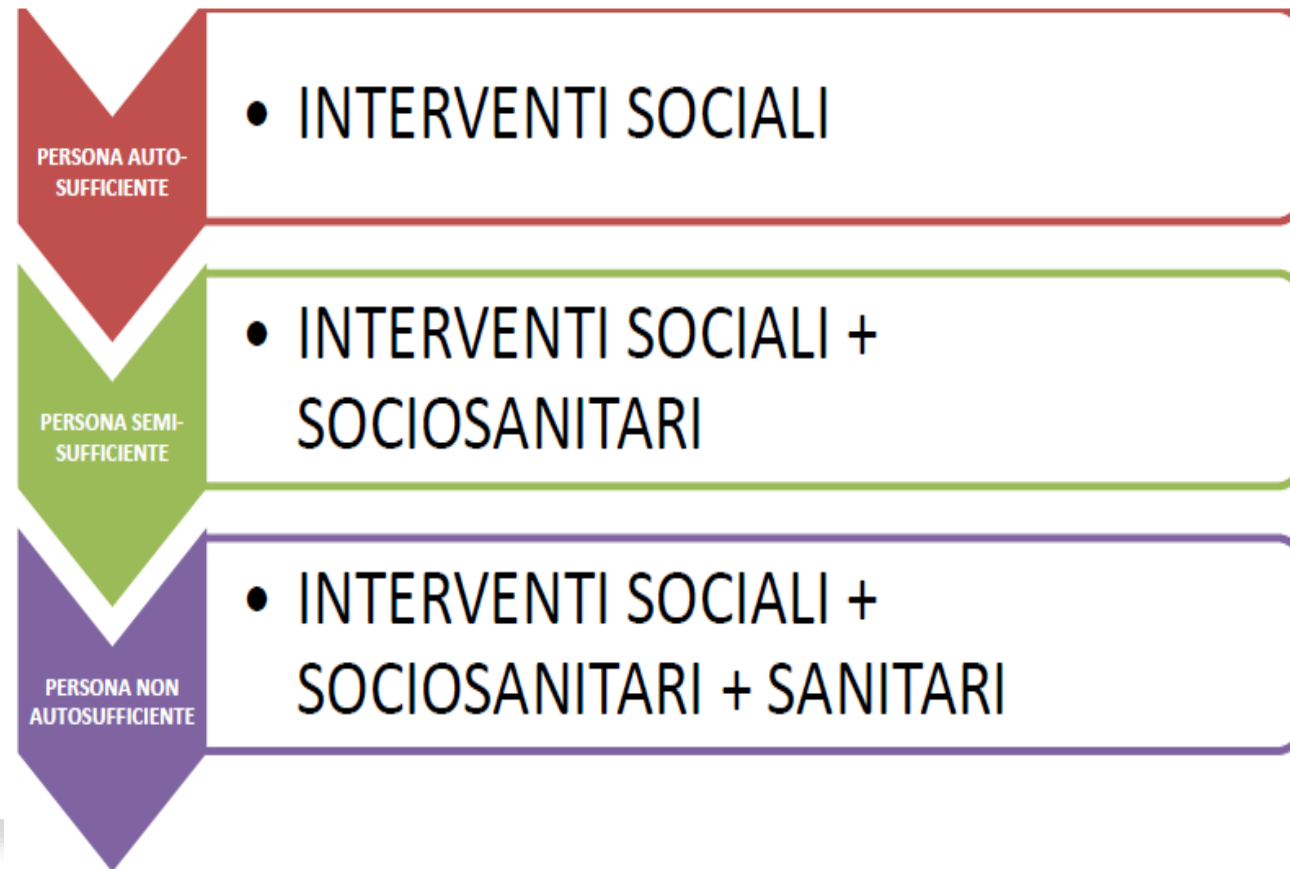 PERSONA AUTO-
SUFFICIENTE
• INTERVENTI SOCIALI
PERSONA SEMI-
SUFFICIENTE
• INTERVENTI SOCIALI +
SOCIOSANITARI
PERSONA NON
AUTOSUFFICIENTE
• INTERVENTI SOCIALI +
SOCIOSANITARI + SANITARI